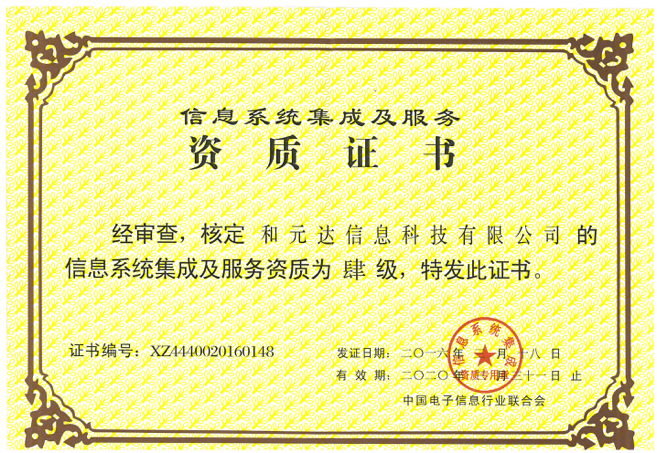 信息系统集成及服务
资质证书
经审查，核定 和元达信息科技有限公司 的
信息系统集成及服务资质为 肆 级，特发此证书。
证书编号：XZ4440020160148
发证日期：二〇一六年 月十八日
有效期：二〇二〇年 月三十一日止
中国电子信息行业联合会
信息系统集成
资质专用章